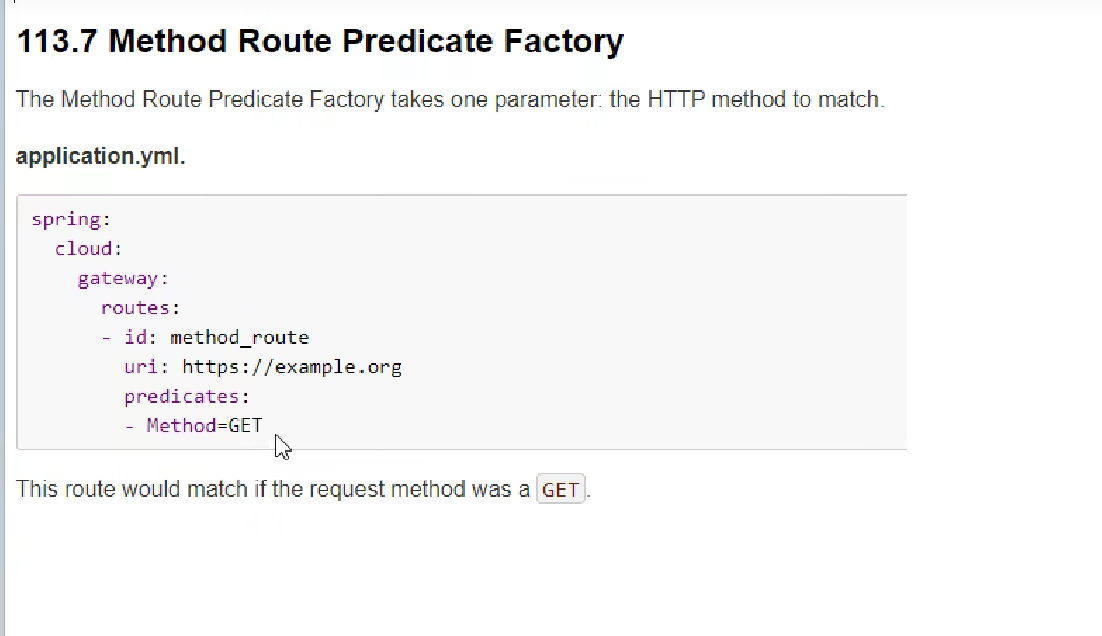 113.7 Method Route Predicate Factory
The Method Route Predicate Factory takes one parameter: the HTTP method to match.
application.yml.
spring:
  cloud:
    gateway:
      routes:
      - id: method_route
        uri: https://example.org
        predicates:
        - Method=GET
This route would match if the request method was a GET.